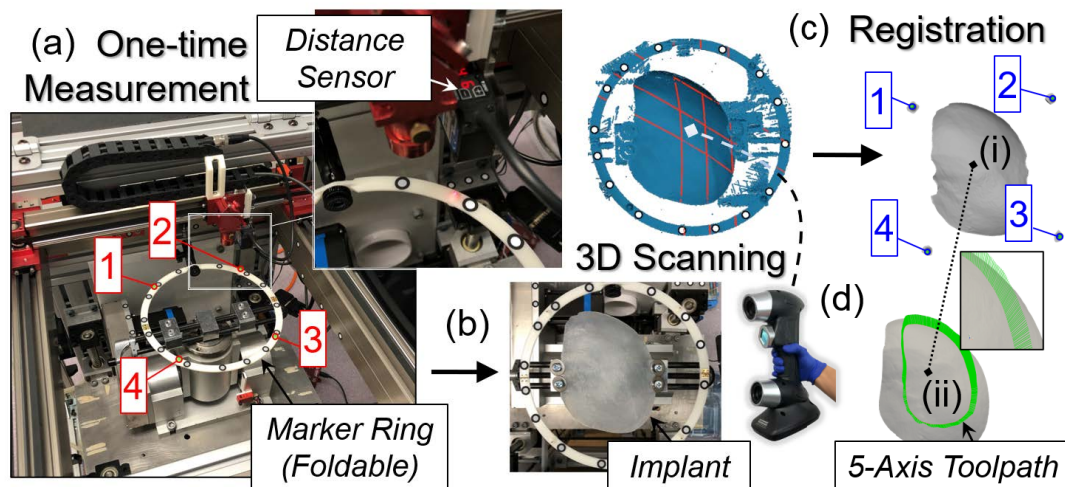 (a) One-time
Measurement
Distance
Sensor
1
2
3
4
Marker Ring
(Foldable)
(b)
3D Scanning
Implant
(c) Registration
1
2
3
4
(i)
(d)
(ii)
5-Axis Toolpath